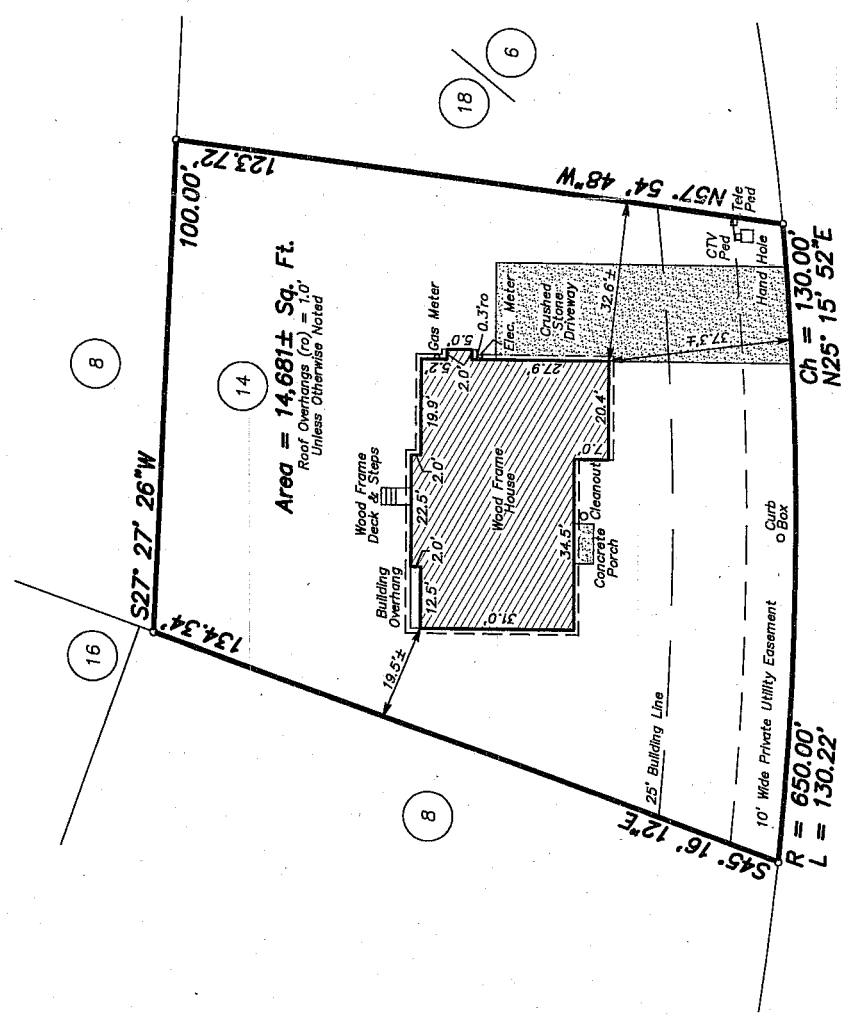 6
18
8
14
16
8
100.00'
123.72'
S27° 27' 26"W
134.34'
N57° 54' 48"W
S45° 16' 12"E
Area = 14,681± Sq. Ft.
Roof Overhangs (ro) = 1.0'
Unless Otherwise Noted
Gas Meter
5.0'
0.3'ro
Elec. Meter
5.2'
2.0'
Crushed
Stone
Driveway
32.6'±
37.3'±
CTV
Ped
Tele
Ped
Hand Hole
Wood Frame
Deck & Steps
Building
Overhang
19.9'
2.0'
22.5'
2.0'
12.5'
31.0'
27.9'
20.4'
7.0'
34.5'
Wood Frame
House
Cleanout
Concrete
Porch
19.5'±
Curb
Box
25' Building Line
10' Wide Private Utility Easement
Ch = 130.00'
N25° 15' 52"E
R = 650.00'
L = 130.22'